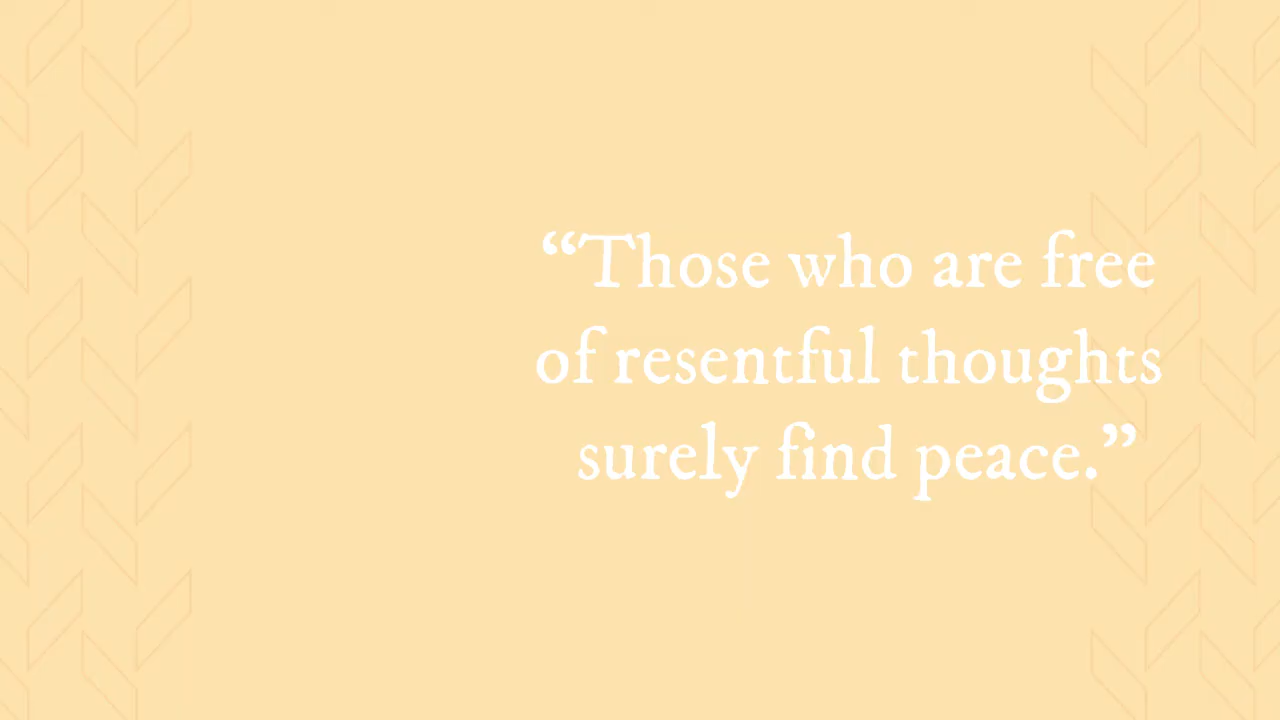 “Those who are free
of resentful thoughts
surely find peace.”